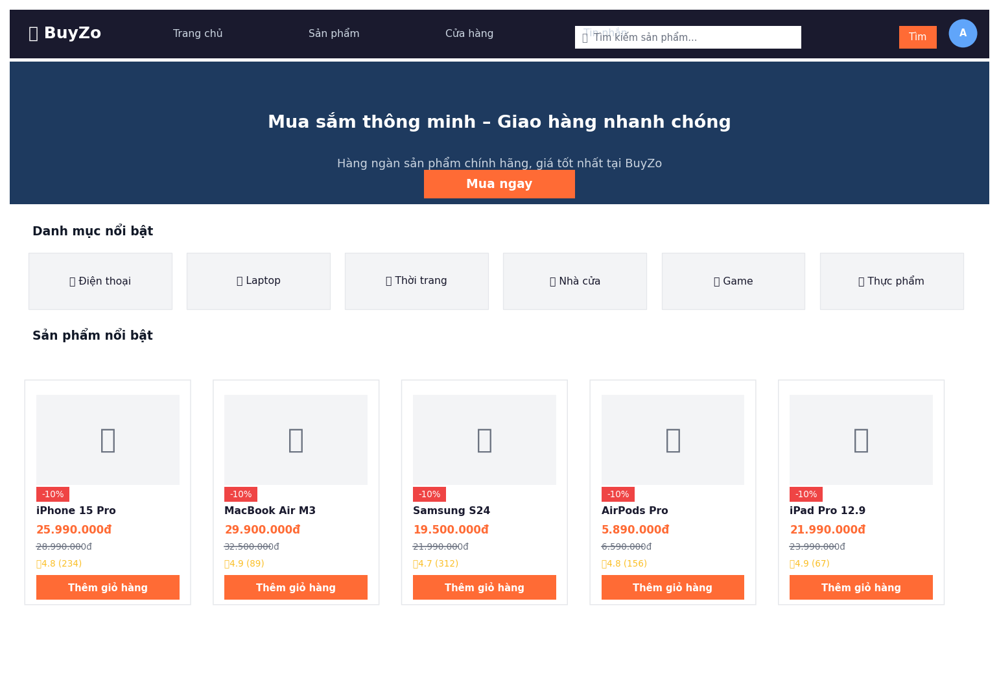 BuyZo
Trang chủ
Sản phẩm
Cửa hàng
Tin nhắn
Tìm kiếm sản phẩm...
Tìm
A
Mua sắm thông minh – Giao hàng nhanh chóng
Hàng ngàn sản phẩm chính hãng, giá tốt nhất tại BuyZo
Mua ngay
Danh mục nổi bật
Điện thoại
Laptop
Thời trang
Nhà cửa
Game
Thực phẩm
Sản phẩm nổi bật
-10%
iPhone 15 Pro
25.990.000đ
28.990.000đ
4.8 (234)
Thêm giỏ hàng
-10%
MacBook Air M3
29.900.000đ
32.500.000đ
4.9 (89)
Thêm giỏ hàng
-10%
Samsung S24
19.500.000đ
21.990.000đ
4.7 (312)
Thêm giỏ hàng
-10%
AirPods Pro
5.890.000đ
6.590.000đ
4.8 (156)
Thêm giỏ hàng
-10%
iPad Pro 12.9
21.990.000đ
23.990.000đ
4.9 (67)
Thêm giỏ hàng